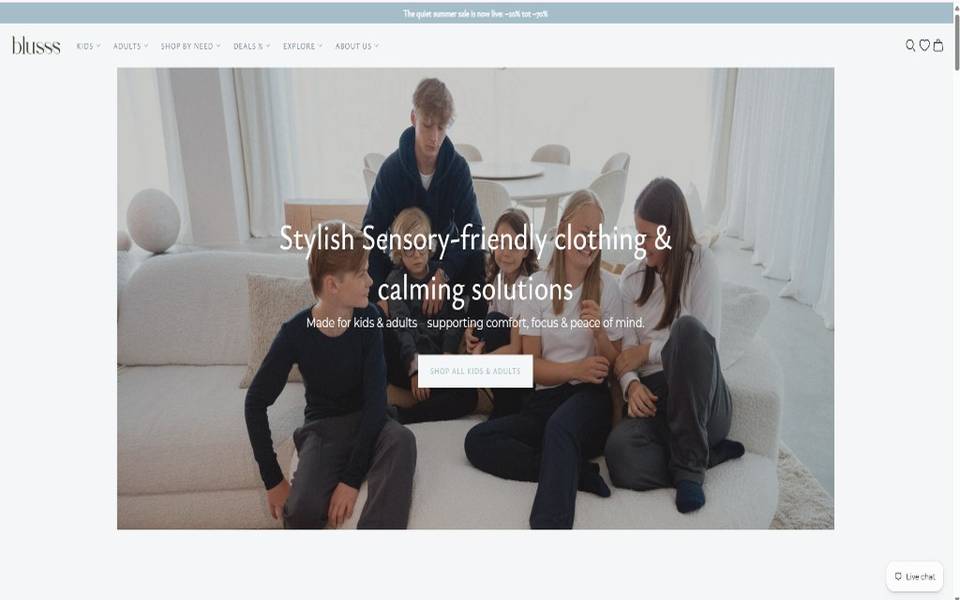 The quiet summer sale is now live: -20% tot -70%
blusss
KIDS
ADULTS
SHOP BY NEED
DEALS %
EXPLORE
ABOUT US
Stylish Sensory-friendly clothing &
calming solutions
Made for kids & adults supporting comfort, focus & peace of mind.
SHOP ALL KIDS & ADULTS
Live chat